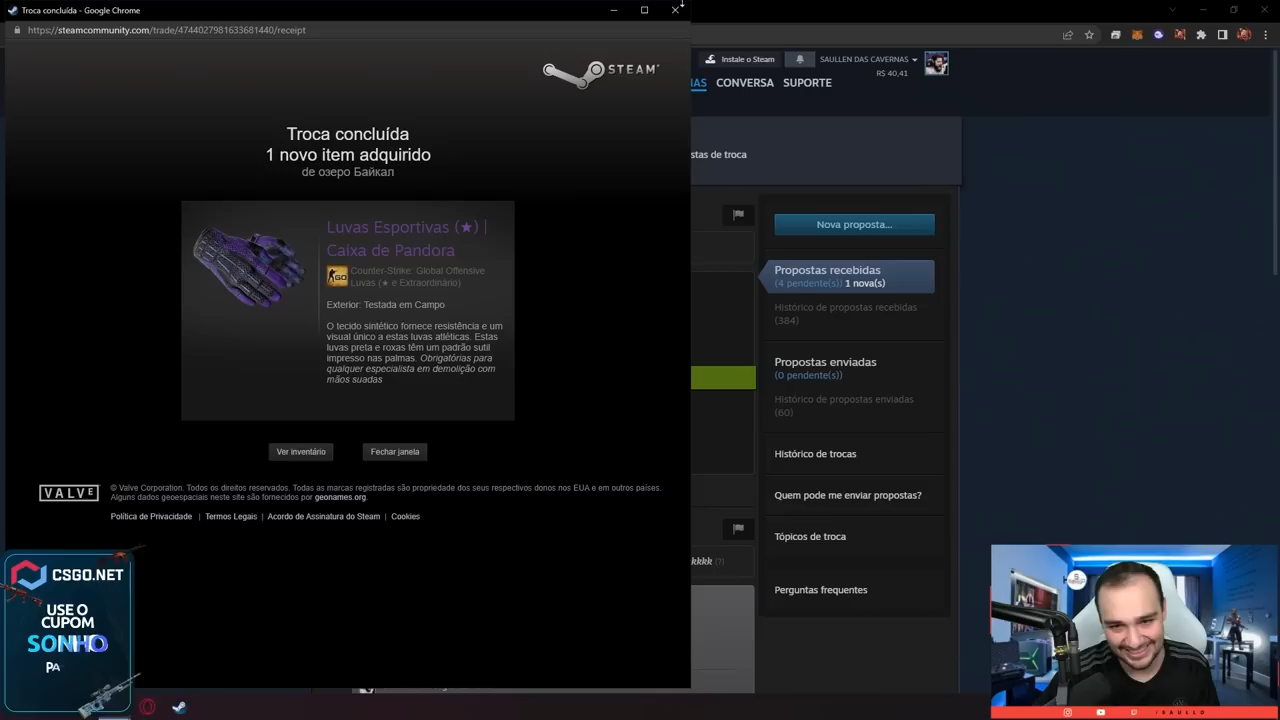 Troca concluída - Google Chrome
https://steamcommunity.com/trade/4744027981633681440/receipt
STEAM
Troca concluída
1 novo item adquirido
de озеро Байкал
Luvas Esportivas (★) |
Caixa de Pandora
GO
Counter-Strike: Global Offensive
Luvas (★ e Extraordinário)
Exterior: Testada em Campo
O tecido sintético fornece resistência e um
visual único a estas luvas atléticas. Estas
luvas preta e roxas têm um padrão sutil
impresso nas palmas. Obrigatórias para
qualquer especialista em demolição com
mãos suadas
Ver inventário
Fechar janela
VALVE
© Valve Corporation. Todos os direitos reservados. Todas as marcas registradas são propriedade dos seus respectivos donos nos EUA e em outros países.
Alguns dados geoespaciais neste site são fornecidos por geonames.org.
Política de Privacidade | Termos Legais | Acordo de Assinatura do Steam | Cookies
Instale o Steam
SAULLEN DAS CAVERNAS
R$ 40,41
AS CONVERSA SUPORTE
stas de troca
Nova proposta...
Propostas recebidas
(4 pendente(s)) 1 nova(s)
Histórico de propostas recebidas
(384)
Propostas enviadas
(0 pendente(s))
Histórico de propostas enviadas
(60)
Histórico de trocas
Quem pode me enviar propostas?
Tópicos de troca
Perguntas frequentes
kkkk (?)
CSGO.NET
USE O
CUPOM
SONHO
PA